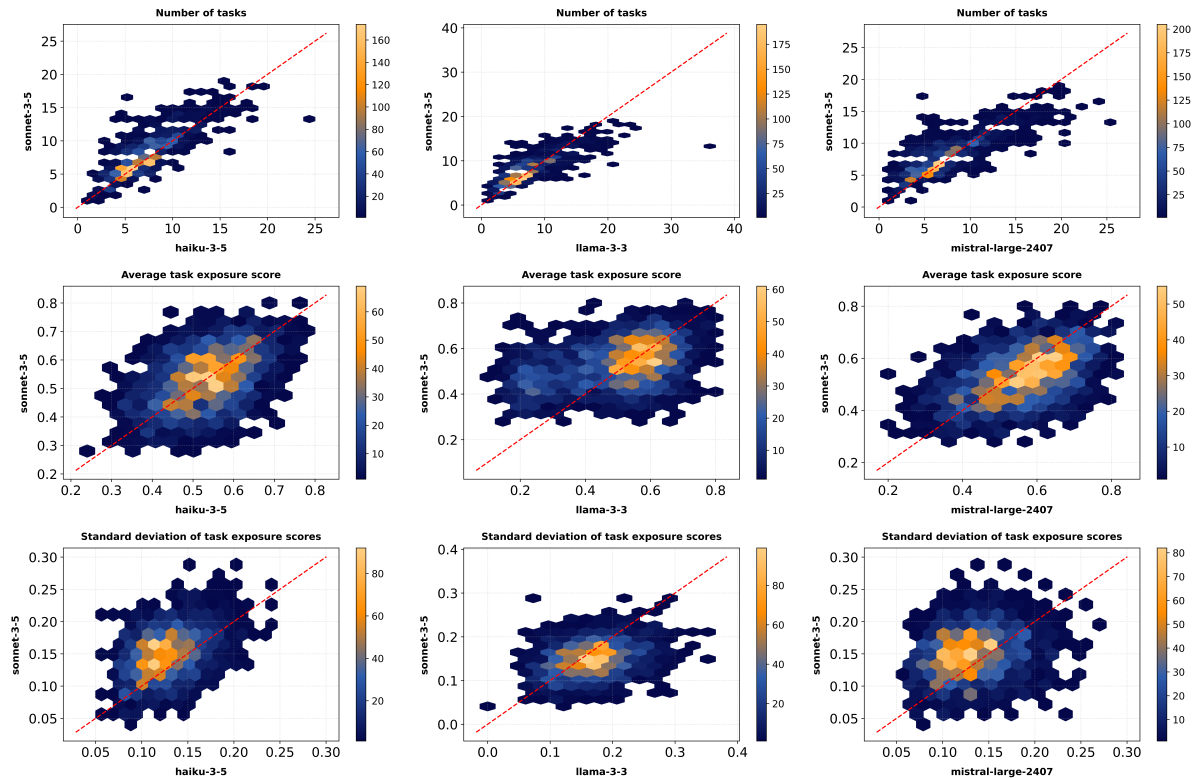 Number of tasks
Number of tasks
Number of tasks
25
20
15
10
5
0
sonnet-3-5
0 5 10 15 20 25
haiku-3-5
160
140
120
100
80
60
40
20
40
30
20
10
0
sonnet-3-5
0 10 20 30 40
llama-3-3
175
150
125
100
75
50
25
25
20
15
10
5
0
sonnet-3-5
0 5 10 15 20 25
mistral-large-2407
200
175
150
125
100
75
50
25
Average task exposure score
Average task exposure score
Average task exposure score
0.8
0.7
0.6
0.5
0.4
0.3
0.2
sonnet-3-5
0.2 0.3 0.4 0.5 0.6 0.7 0.8
haiku-3-5
60
50
40
30
20
10
0.8
0.6
0.4
0.2
sonnet-3-5
0.2 0.4 0.6 0.8
llama-3-3
60
50
40
30
20
10
0.8
0.6
0.4
0.2
sonnet-3-5
0.2 0.4 0.6 0.8
mistral-large-2407
50
40
30
20
10
Standard deviation of task exposure scores
Standard deviation of task exposure scores
Standard deviation of task exposure scores
0.30
0.25
0.20
0.15
0.10
0.05
sonnet-3-5
0.05 0.10 0.15 0.20 0.25 0.30
haiku-3-5
80
60
40
20
0.4
0.3
0.2
0.1
0.0
sonnet-3-5
0.0 0.1 0.2 0.3 0.4
llama-3-3
80
60
40
20
0.30
0.25
0.20
0.15
0.10
0.05
sonnet-3-5
0.05 0.10 0.15 0.20 0.25 0.30
mistral-large-2407
80
70
60
50
40
30
20
10